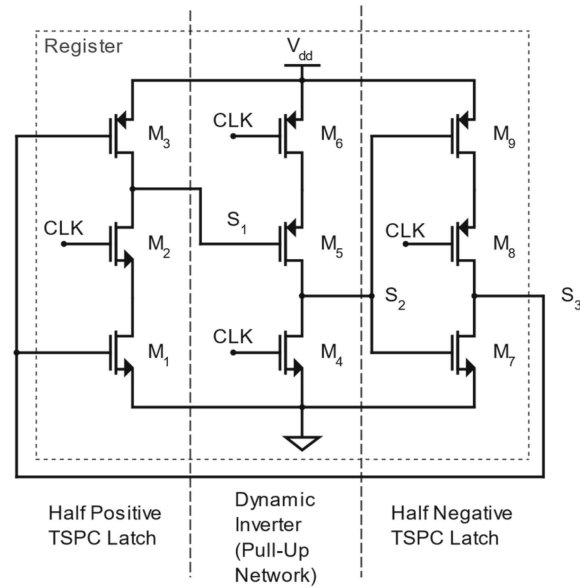 Register
Vdd
CLK
M3
M6
M9
CLK
S1
CLK
M2
M5
M8
S2
S3
CLK
M1
M4
M7
Half Positive
TSPC Latch
Dynamic
Inverter
(Pull-Up
Network)
Half Negative
TSPC Latch